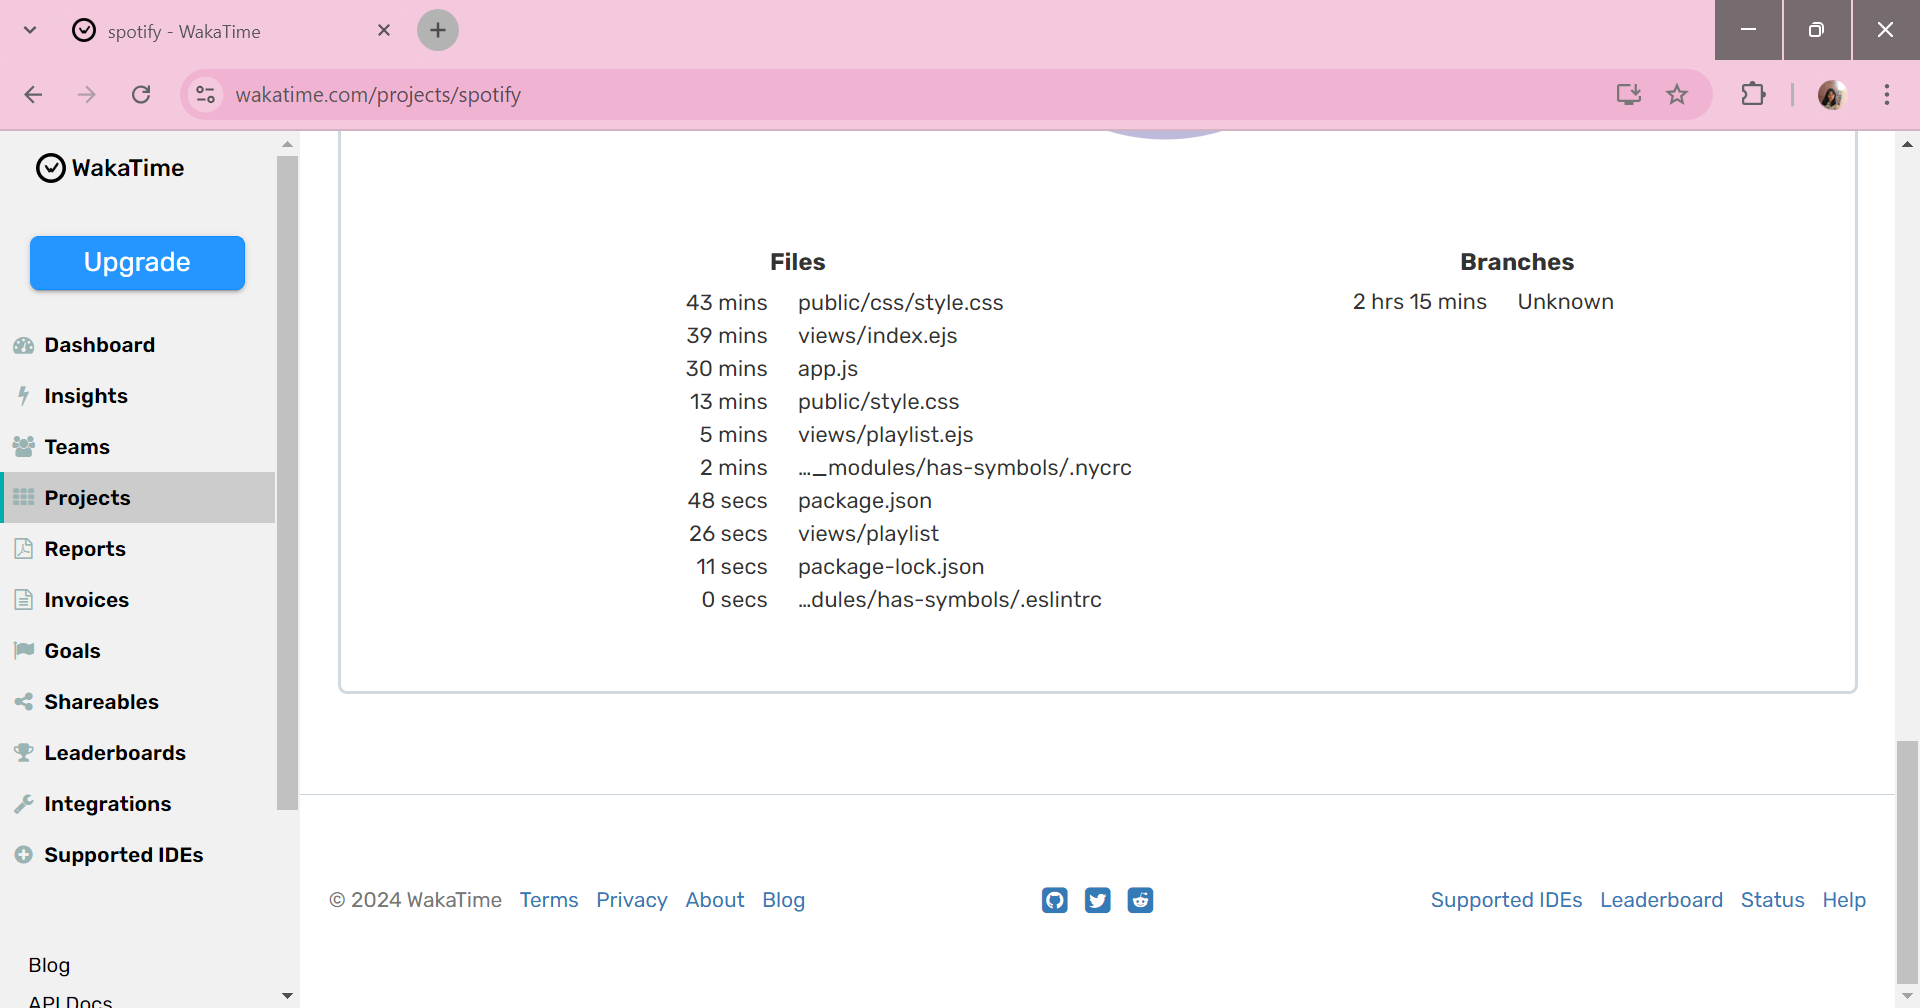 spotify - WakaTime
wakatime.com/projects/spotify
WakaTime
Upgrade
Dashboard
Insights
Teams
Projects
Reports
Invoices
Goals
Shareables
Leaderboards
Integrations
Supported IDEs
Blog
API Docs
Files
43 mins public/css/style.css
39 mins views/index.ejs
30 mins app.js
13 mins public/style.css
5 mins views/playlist.ejs
2 mins …_modules/has-symbols/.nycrc
48 secs package.json
26 secs views/playlist
11 secs package-lock.json
0 secs …dules/has-symbols/.eslintrc
Branches
2 hrs 15 mins Unknown
© 2024 WakaTime Terms Privacy About Blog
Supported IDEs Leaderboard Status Help